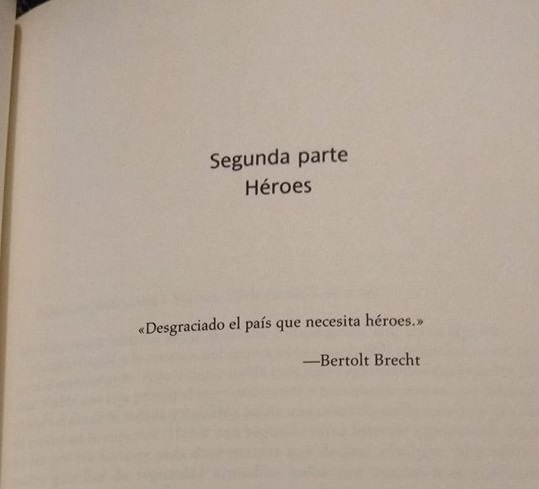 Segunda parte
Héroes
«Desgraciado el país que necesita héroes.»
—Bertolt Brecht